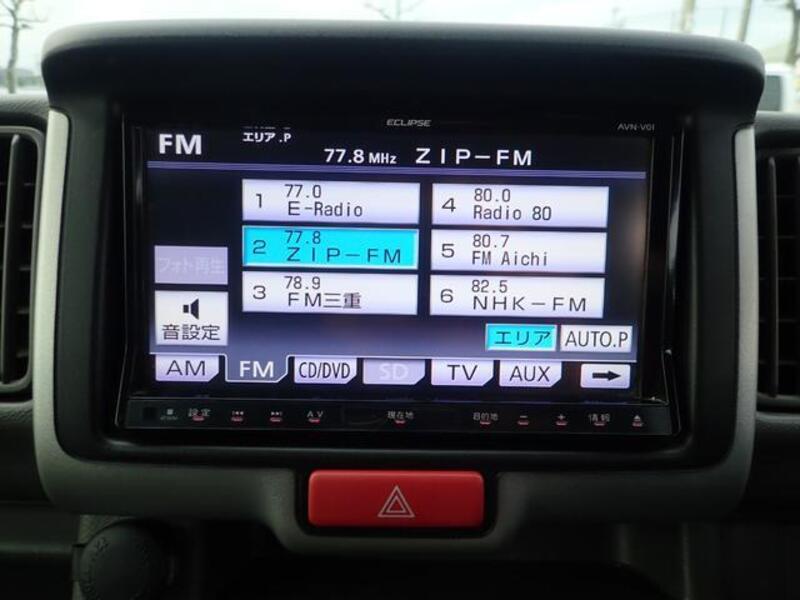 ECLIPSE
AVN-V01
FM
エリア.P
77.8 MHz ZIP-FM
1 77.0 E-Radio
4 80.0 Radio 80
2 77.8 ZIP-FM
5 80.7 FM Aichi
3 78.9 FM三重
6 82.5 NHK-FM
フォト再生
音設定
エリア
AUTO.P
AM
FM
CD/DVD
SD
TV
AUX
設定
AV
現在地
目的地
情報